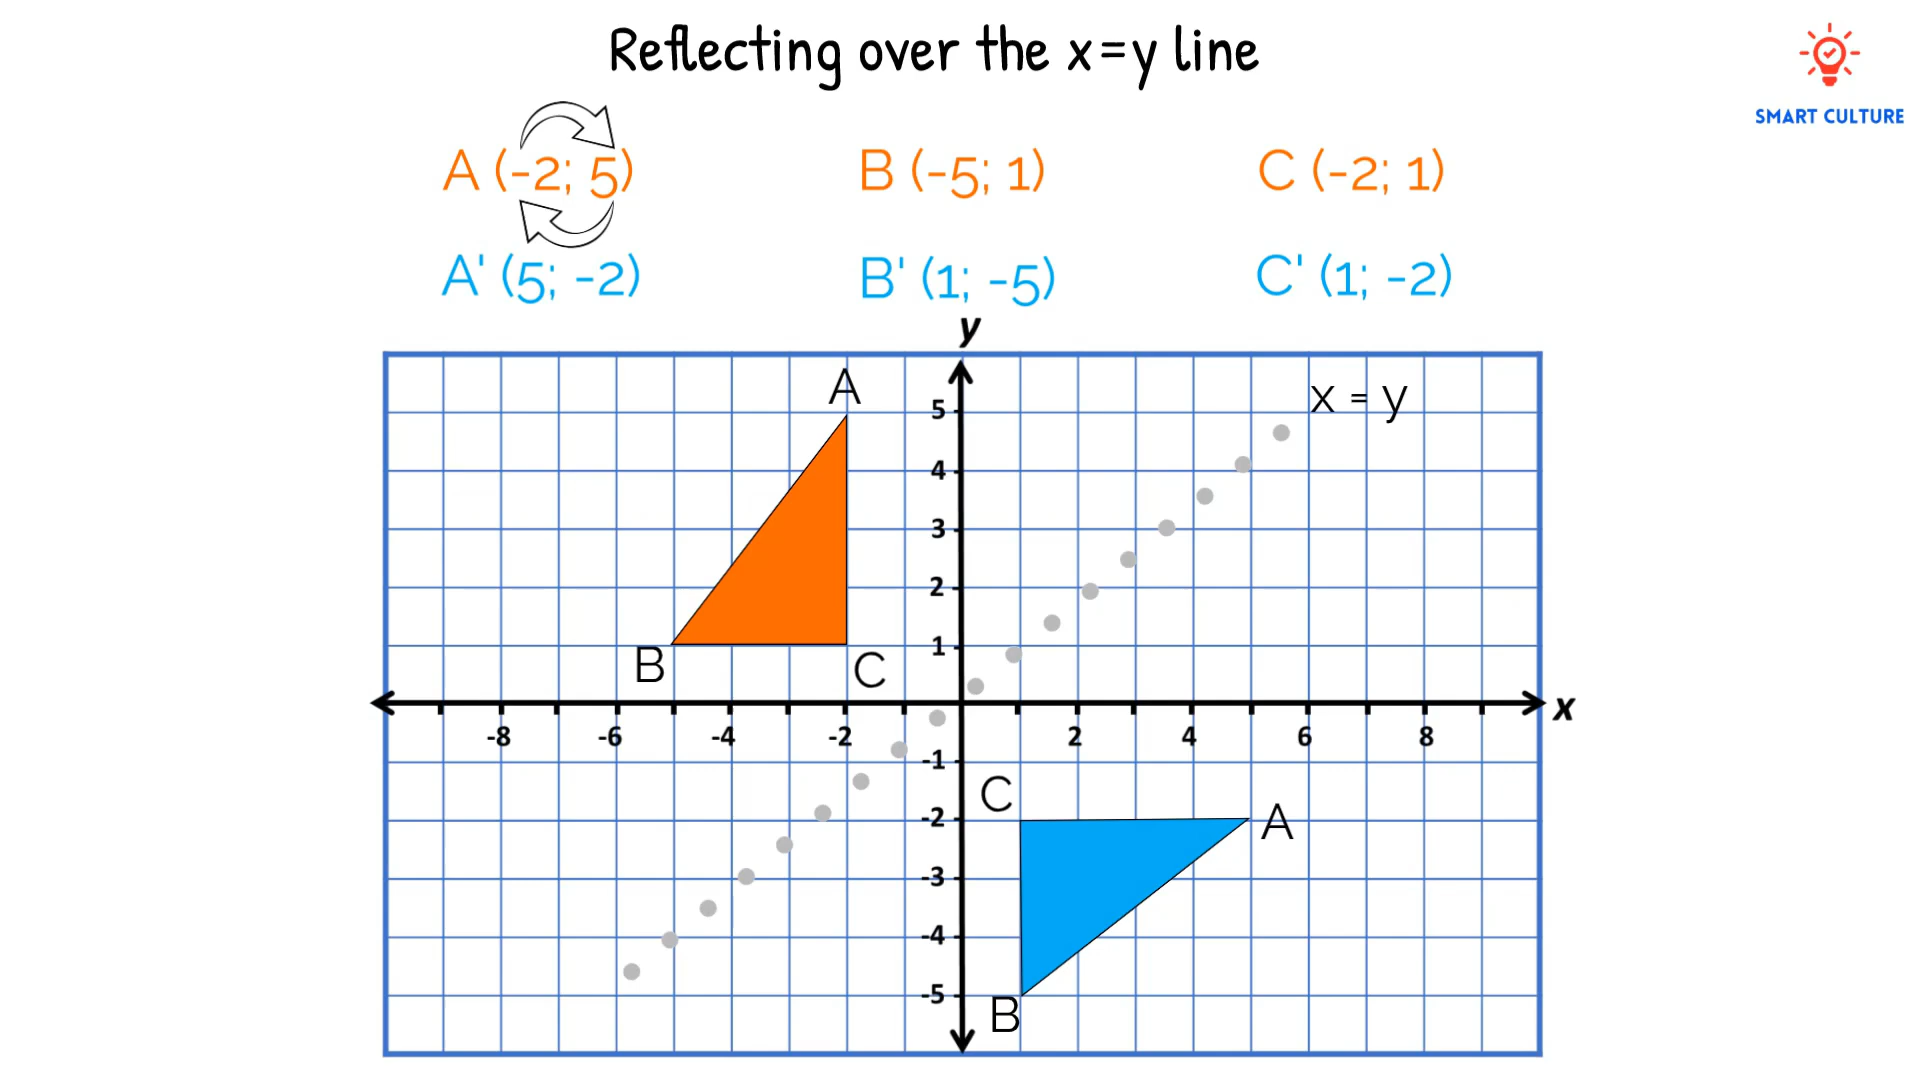 Reflecting over the x=y line
SMART CULTURE
A (-2; 5)
B (-5; 1)
C (-2; 1)
A' (5; -2)
B' (1; -5)
C' (1; -2)
y
A
x = y
5
4
3
2
1
B
C
x
-8
-6
-4
-2
2
4
6
8
-1
C
-2
A
-3
-4
-5
B